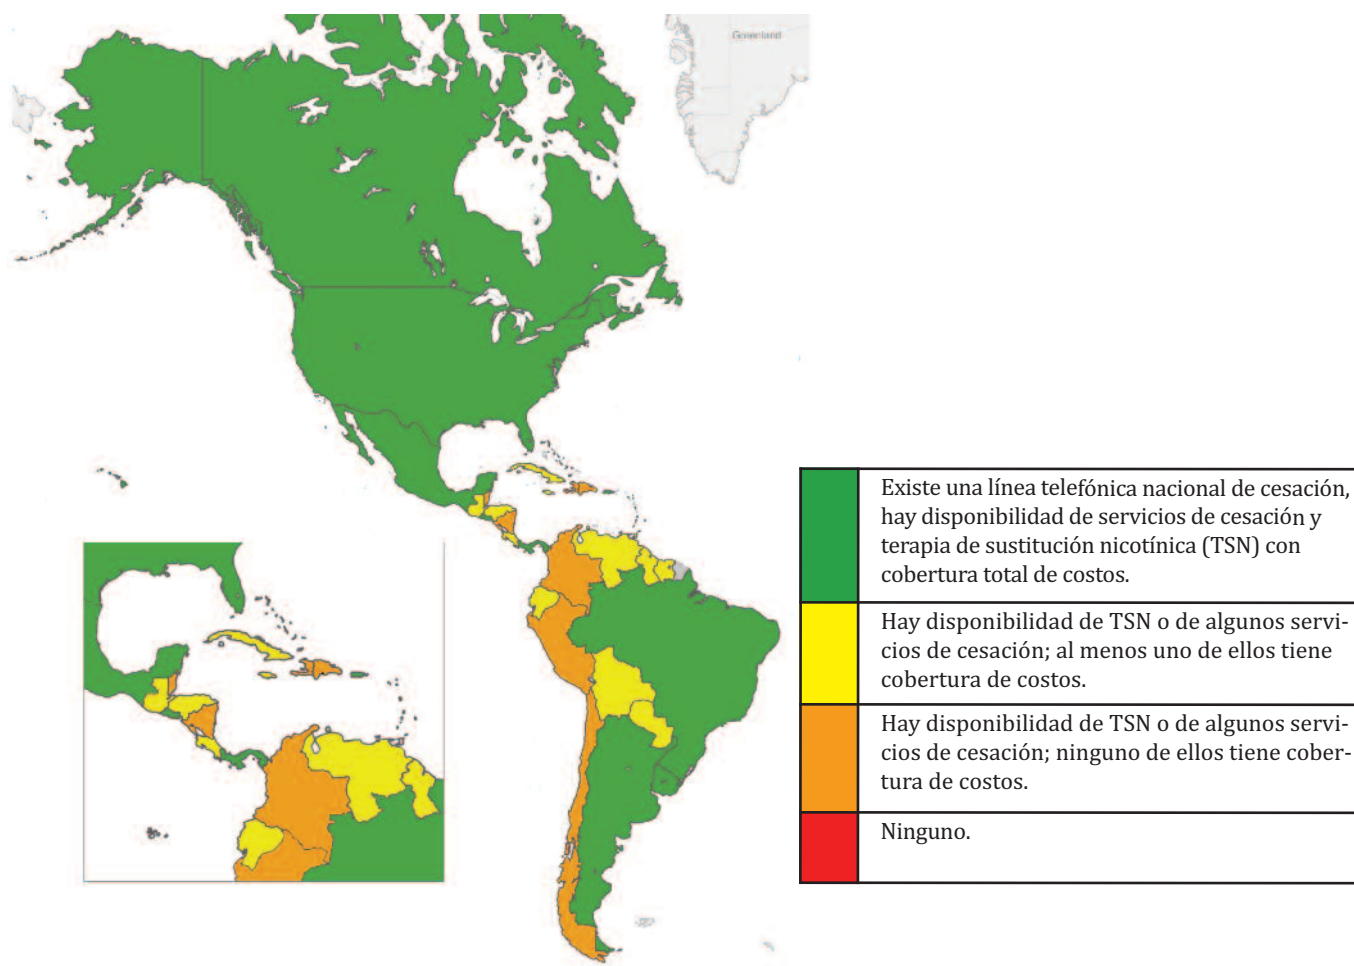 Greenland
Existe una línea telefónica nacional de cesación,
hay disponibilidad de servicios de cesación y
terapia de sustitución nicotínica (TSN) con
cobertura total de costos.
Hay disponibilidad de TSN o de algunos servi-
cios de cesación; al menos uno de ellos tiene
cobertura de costos.
Hay disponibilidad de TSN o de algunos servi-
cios de cesación; ninguno de ellos tiene cober-
tura de costos.
Ninguno.